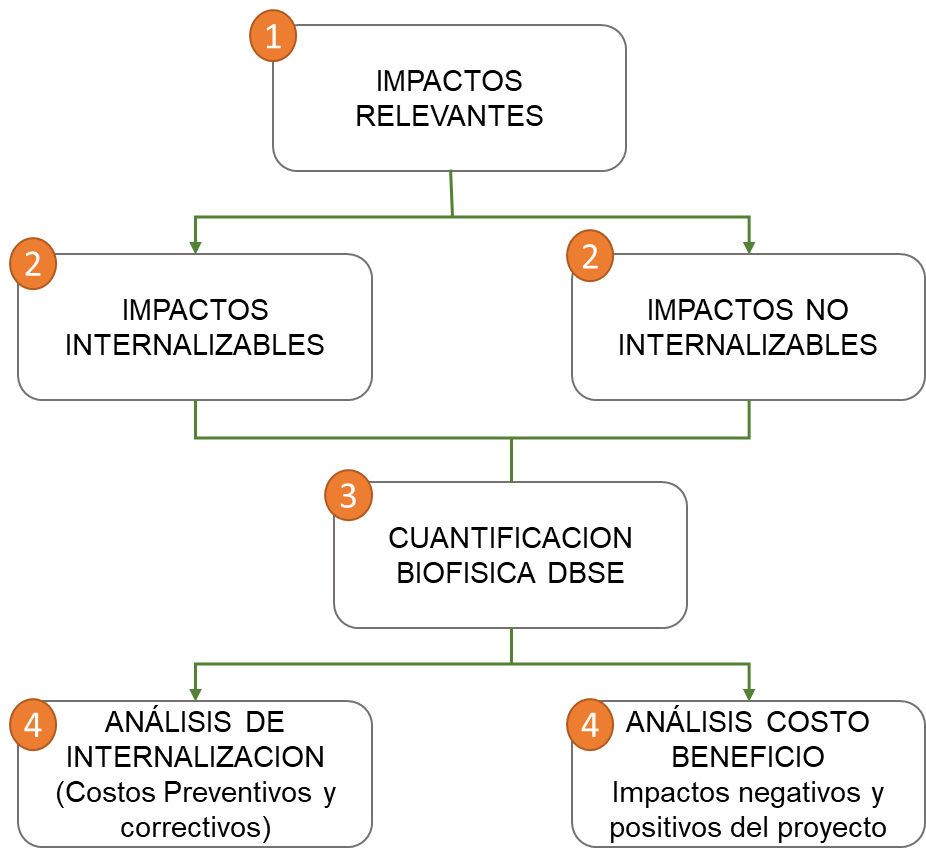 1
IMPACTOS
RELEVANTES
2
IMPACTOS
INTERNALIZABLES
2
IMPACTOS NO
INTERNALIZABLES
3
CUANTIFICACION
BIOFISICA DBSE
4
ANÁLISIS DE
INTERNALIZACION
(Costos Preventivos y
correctivos)
4
ANÁLISIS COSTO
BENEFICIO
Impactos negativos y
positivos del proyecto